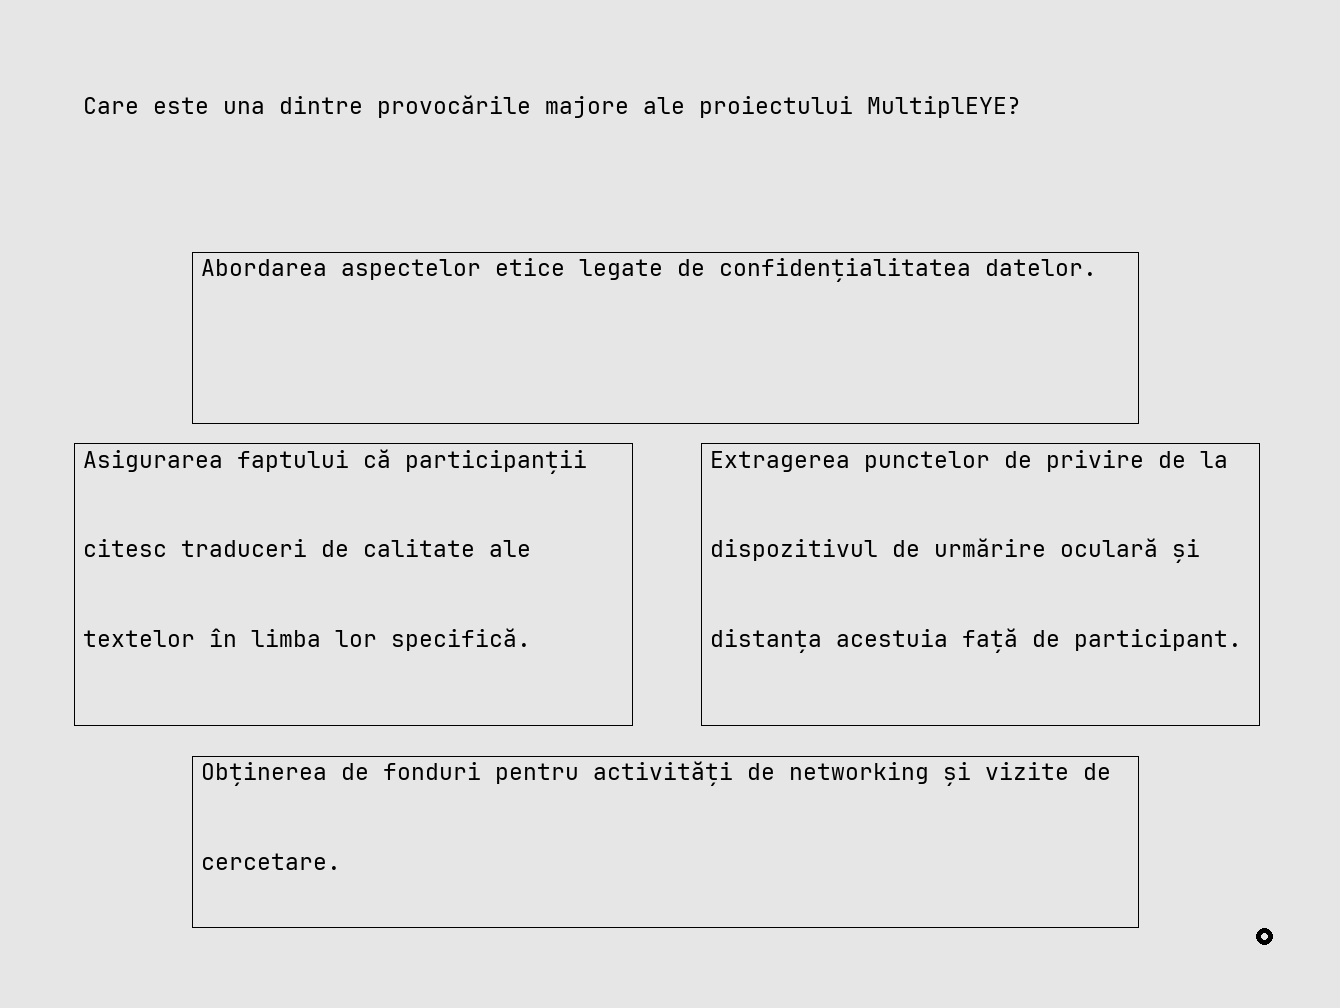 Care este una dintre provocările majore ale proiectului MultiplEYE?
Abordarea aspectelor etice legate de confidențialitatea datelor.
Asigurarea faptului că participanții
citesc traduceri de calitate ale
textelor în limba lor specifică.
Extragerea punctelor de privire de la
dispozitivul de urmărire oculară și
distanța acestuia față de participant.
Obținerea de fonduri pentru activități de networking și vizite de
cercetare.